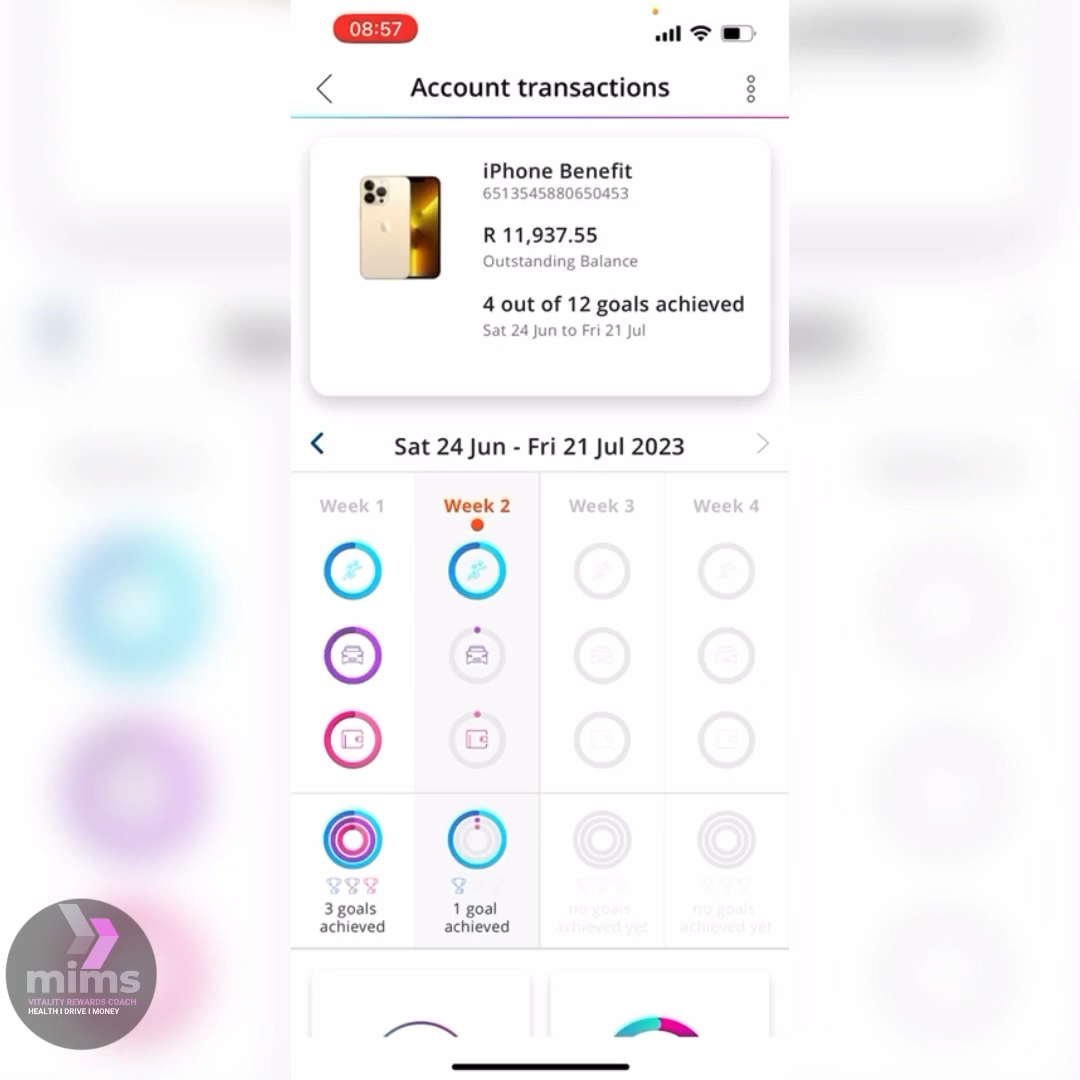 08:57
Account transactions
iPhone Benefit
6513545880650453
R 11,937.55
Outstanding Balance
4 out of 12 goals achieved
Sat 24 Jun to Fri 21 Jul
Sat 24 Jun - Fri 21 Jul 2023
Week 1 Week 2 Week 3 Week 4
3 goals achieved
1 goal achieved
no goals achieved yet
no goals achieved yet
mims
VITALITY REWARDS COACH
HEALTH I DRIVE I MONEY